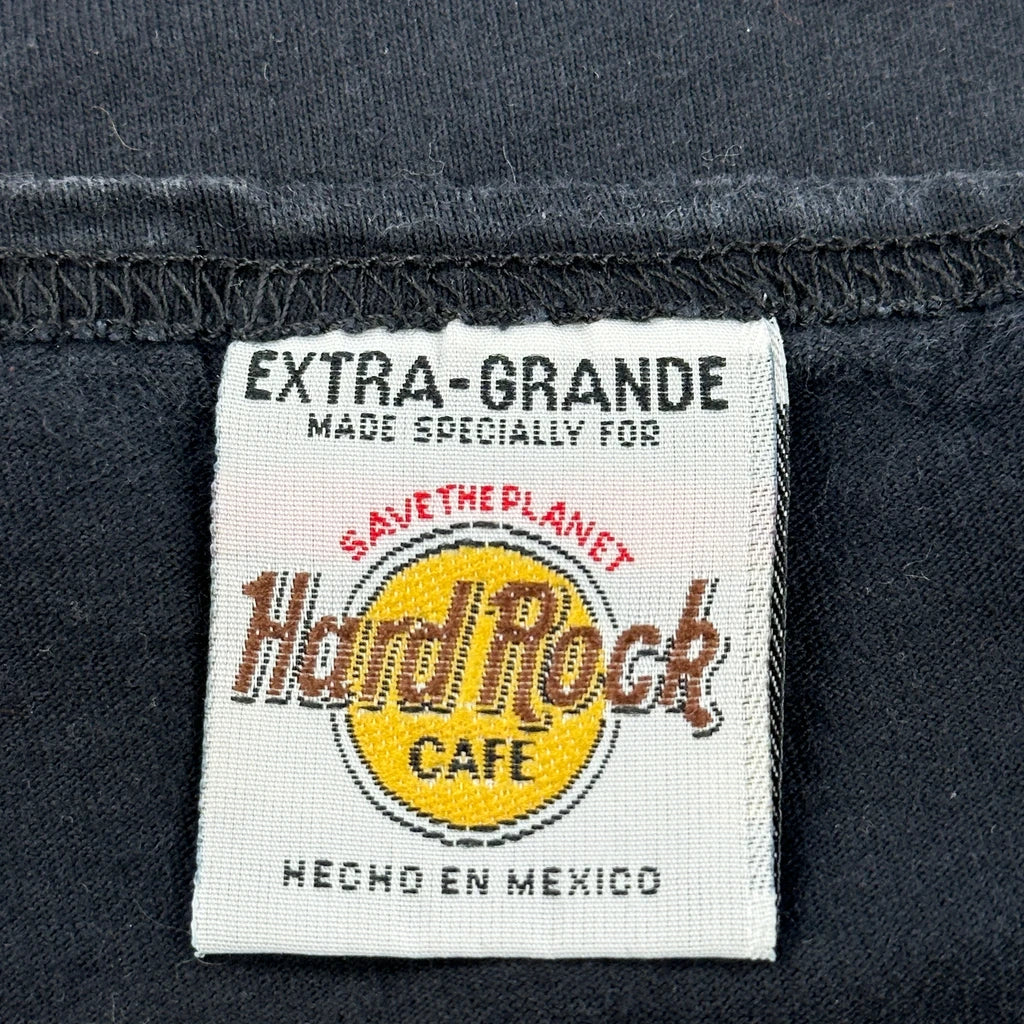 EXTRA-GRANDE
MADE SPECIALLY FOR
SAVE THE PLANET
Hard Rock
CAFE
HECHO EN MEXICO